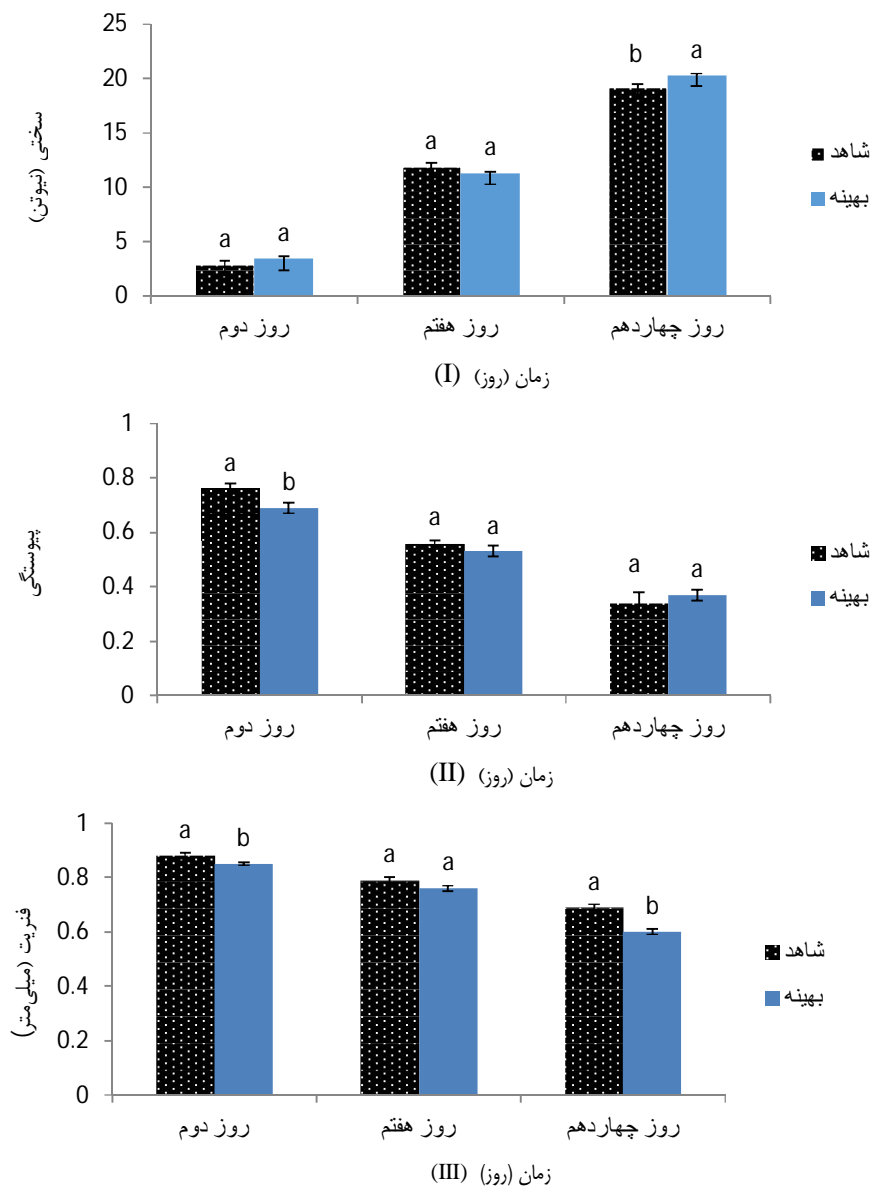 25
20
15
10
5
0
سختی (نیوتن)
a a
a a
b a
شاهد
بهینه
روز دوم روز هفتم روز چهاردهم
زمان (روز) (I)
1
0.8
0.6
0.4
0.2
0
پیوستگی
a b
a a
a a
شاهد
بهینه
روز دوم روز هفتم روز چهاردهم
زمان (روز) (II)
1
0.8
0.6
0.4
0.2
0
فنریت (میلی‌متر)
a b
a a
a b
شاهد
بهینه
روز دوم روز هفتم روز چهاردهم
زمان (روز) (III)